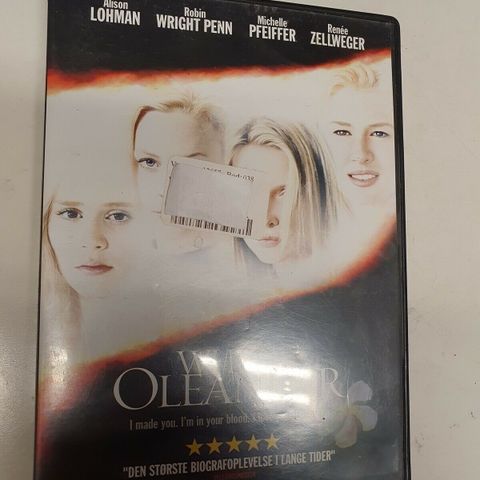 Alison
LOHMAN
Robin
WRIGHT PENN
Michelle
PFEIFFER
Renée
ZELLWEGER
OLEANDER
I made you. I'm in your blood.
"DEN STØRSTE BIOGRAFOPLEVELSE I LANGE TIDER"